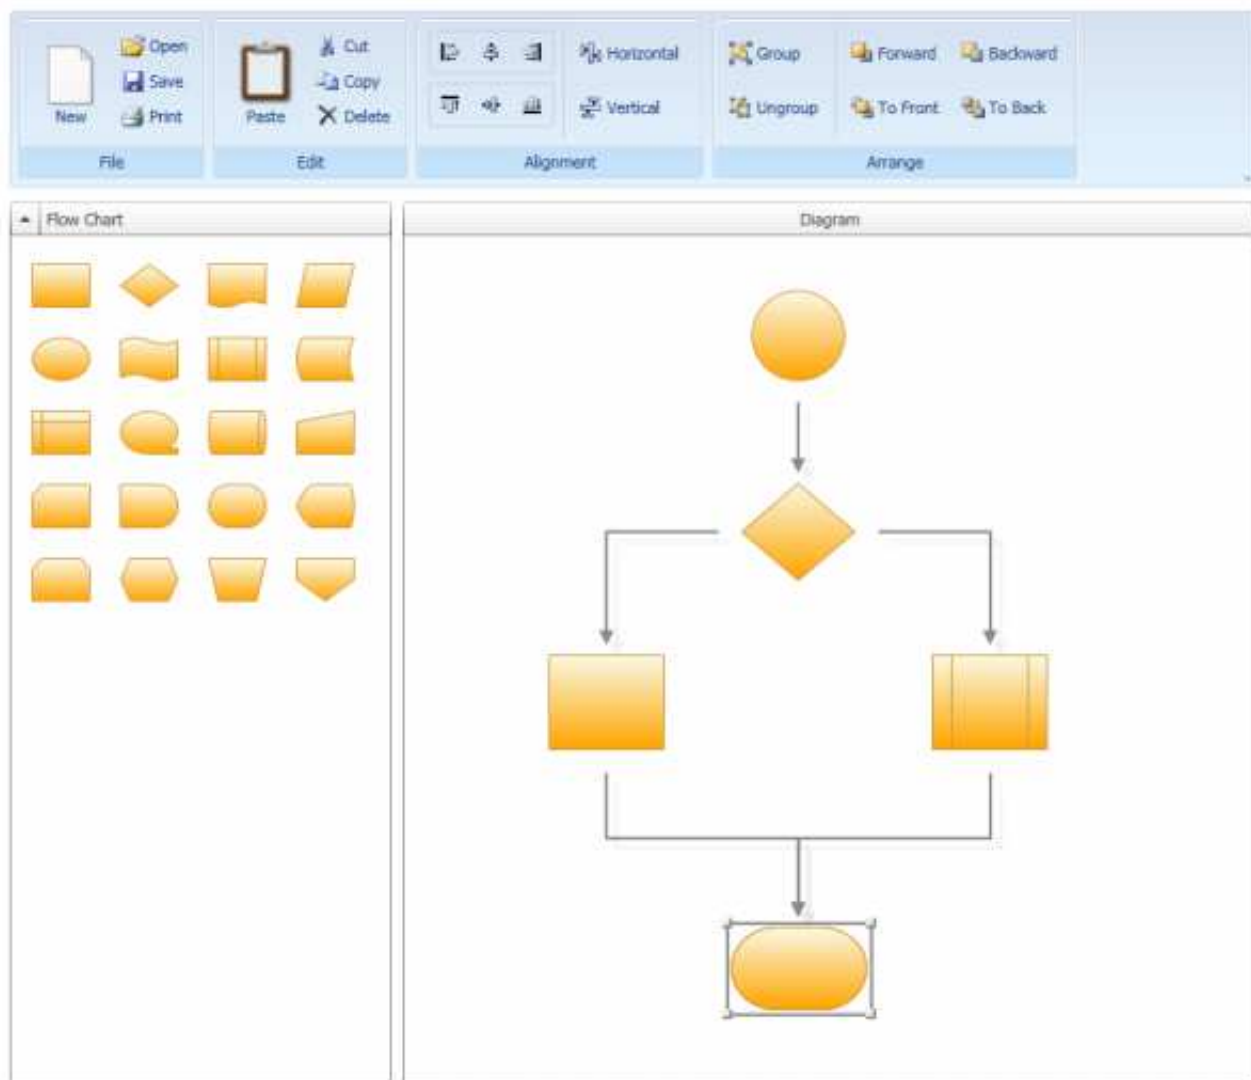 New
Open
Save
Print
File
Paste
Cut
Copy
Delete
Edit
Horizontal
Vertical
Alignment
Group
Ungroup
Forward
Backward
To Front
To Back
Arrange
Flow Chart
Diagram